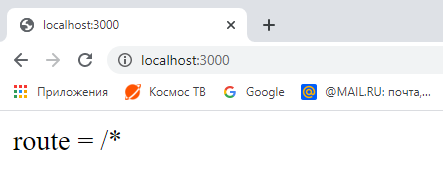 localhost:3000
localhost:3000
Приложения Космос ТВ Google @MAIL.RU: почта,...
route = /*